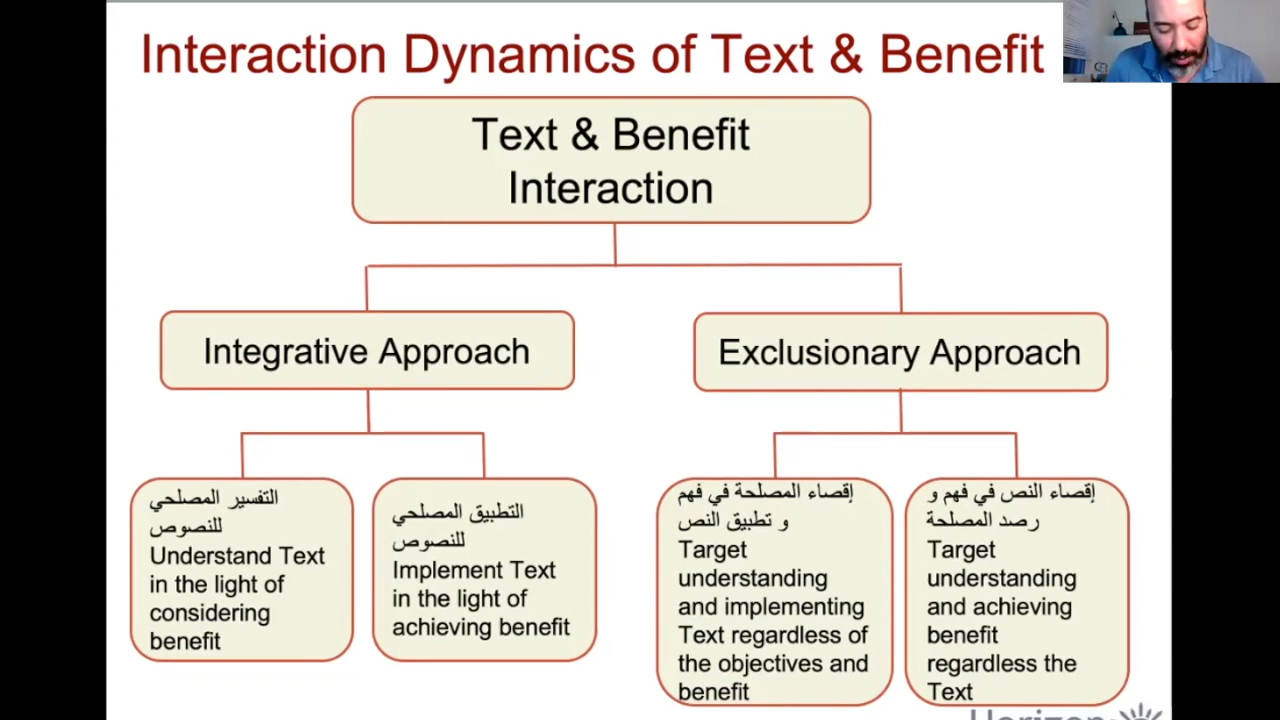 Interaction Dynamics of Text & Benefit
Text & Benefit
Interaction
Integrative Approach
Exclusionary Approach
التفسير المصلحي
للنصوص
Understand Text
in the light of
considering
benefit
التطبيق المصلحي
للنصوص
Implement Text
in the light of
achieving benefit
إقصاء المصلحة في فهم
و تطبيق النص
Target
understanding
and implementing
Text regardless of
the objectives and
benefit
إقصاء النص في فهم و
رصد المصلحة
Target
understanding
and achieving
benefit
regardless the
Text